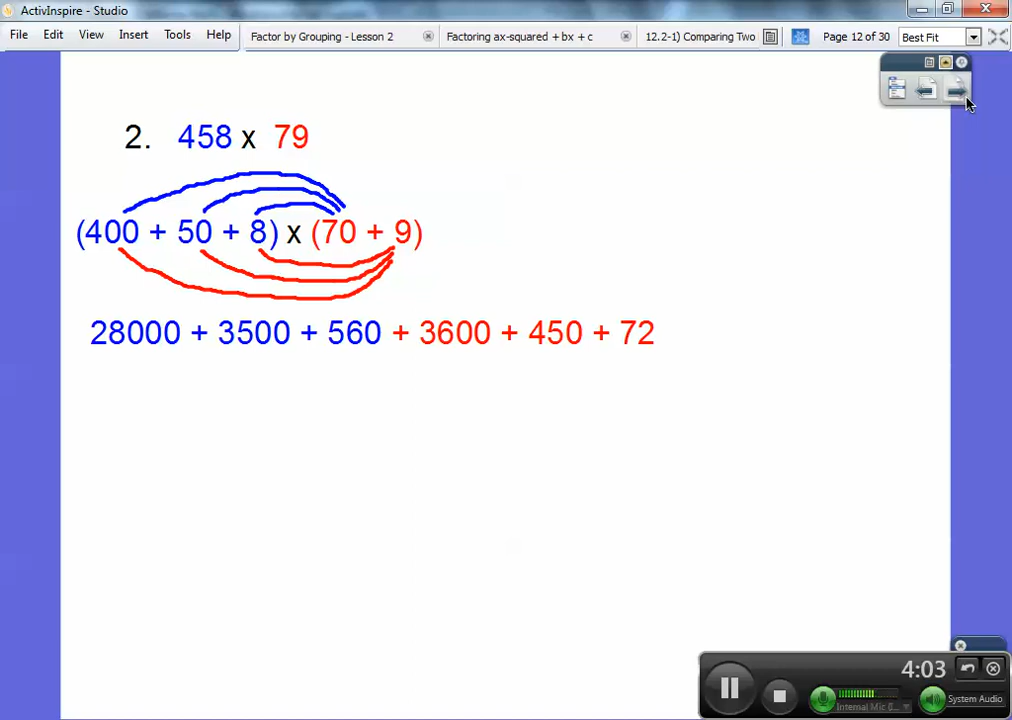 ActivInspire - Studio
File Edit View Insert Tools Help Factor by Grouping - Lesson 2 Factoring ax-squared + bx + c 12.2-1) Comparing Two Page 12 of 30 Best Fit
2. 458 x 79
(400 + 50 + 8) x (70 + 9)
28000 + 3500 + 560 + 3600 + 450 + 72
4:03
Internal Mic (I... System Audio